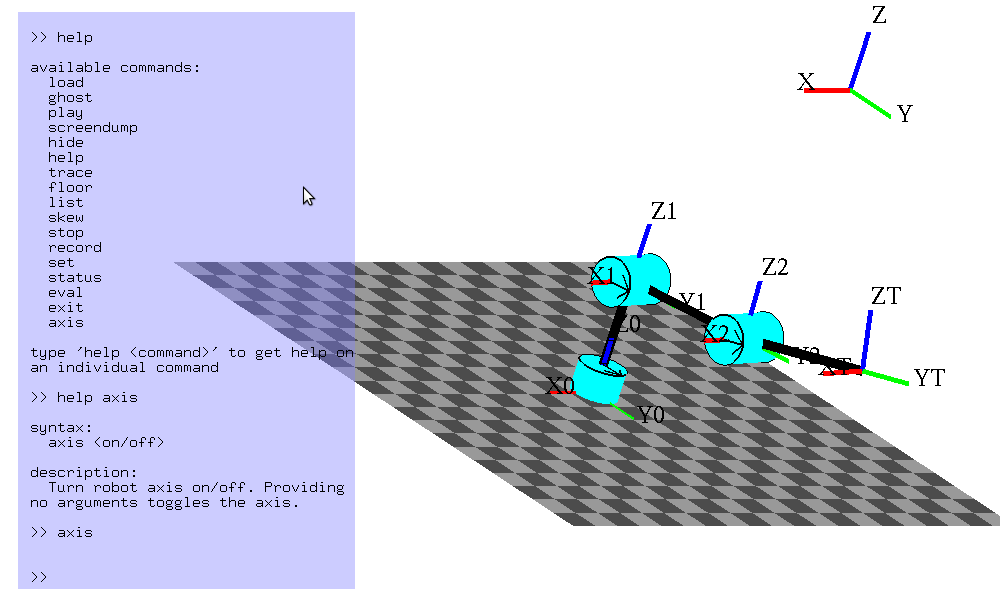 >> help
available commands:
load
ghost
play
screendump
hide
help
trace
floor
list
skew
stop
record
set
status
eval
exit
axis
type 'help <command>' to get help on
an individual command
>> help axis
syntax:
axis <on/off>
description:
Turn robot axis on/off. Providing
no arguments toggles the axis.
>> axis
>>
Z
X
Y
Z1
X1
Y1
Z0
X0
Y0
Z2
X2
Y2
ZT
XT
YT